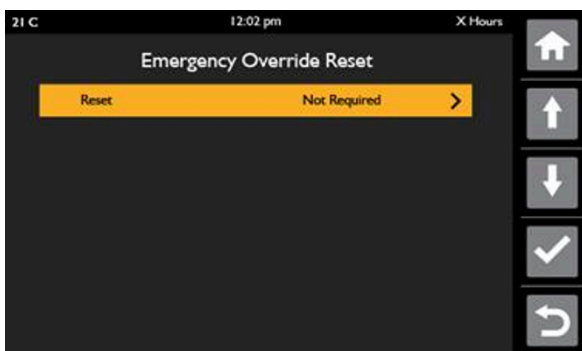 21 C 12:02 pm X Hours
Emergency Override Reset
Reset Not Required